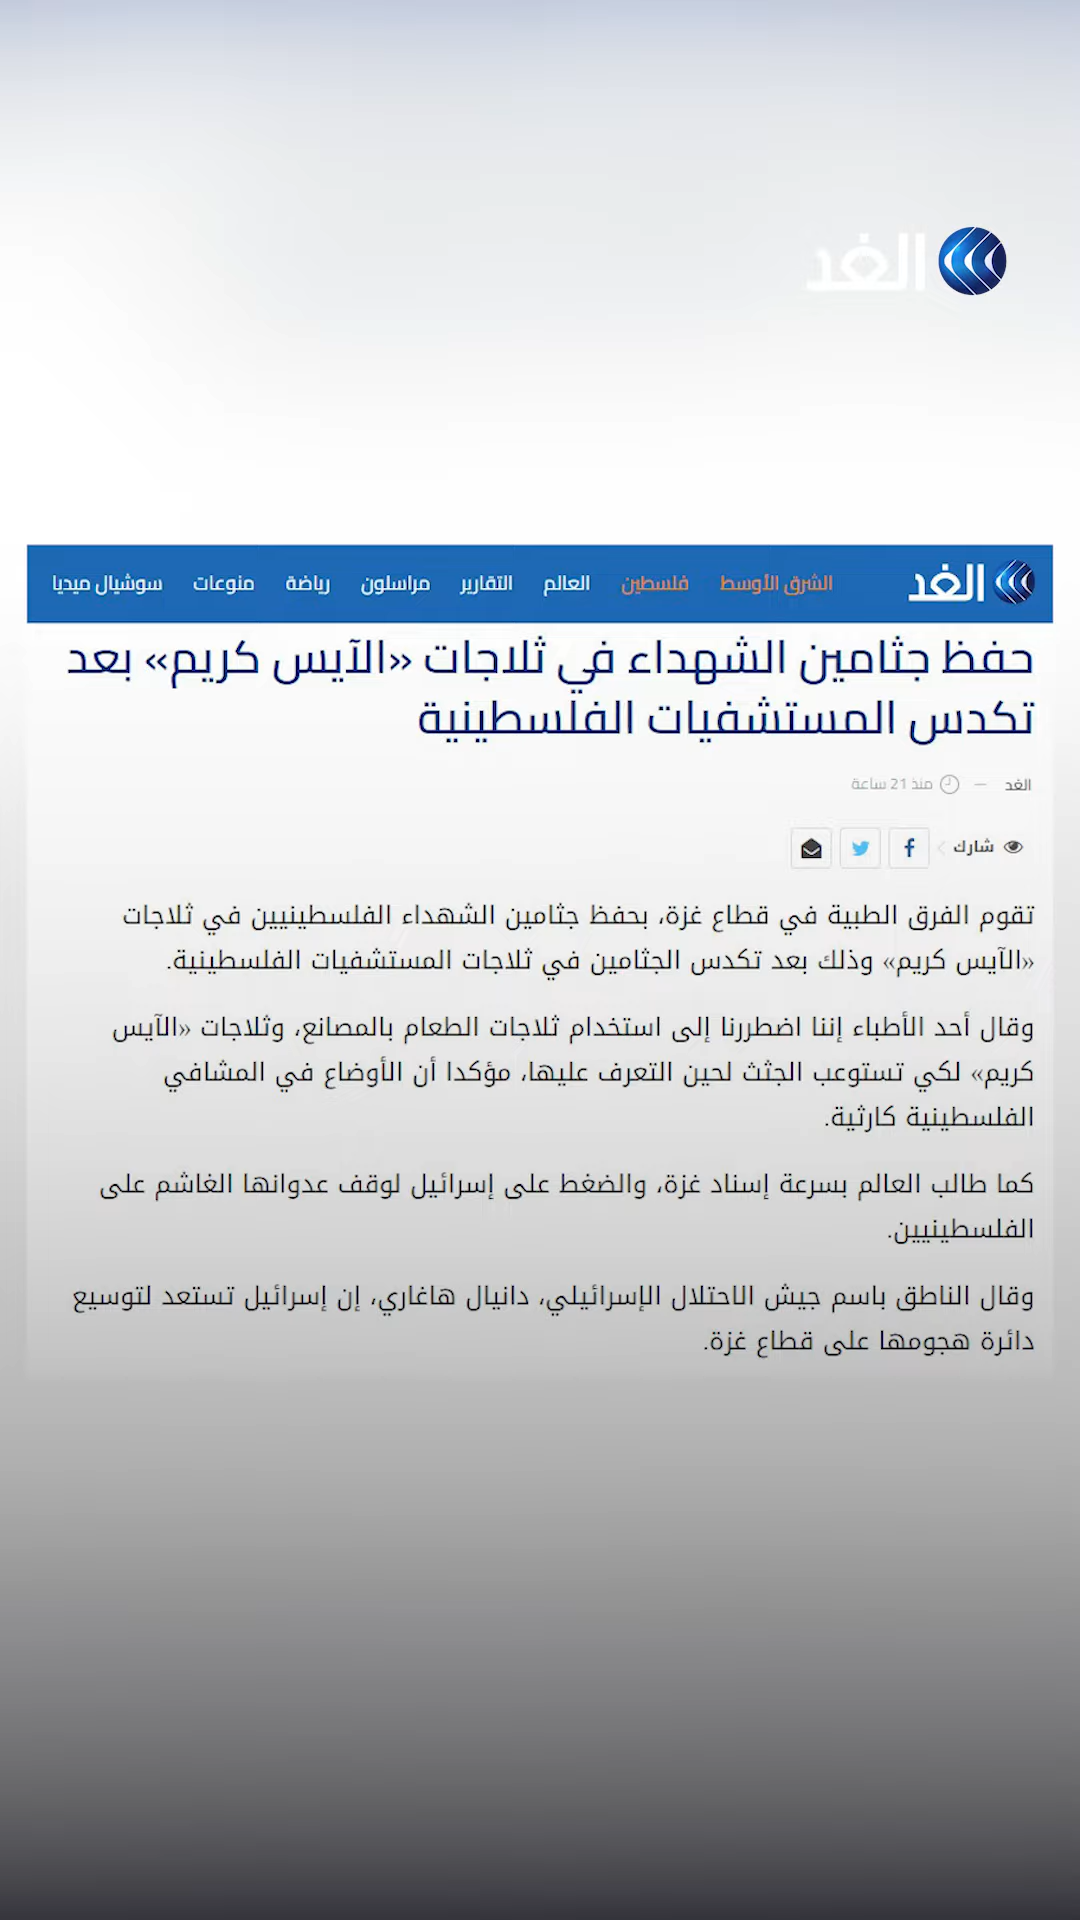 الغد
الغد الشرق الأوسط فلسطين العالم التقارير مراسلون رياضة منوعات سوشيال ميديا
حفظ جثامين الشهداء في ثلاجات «الآيس كريم» بعد
تكدس المستشفيات الفلسطينية
الغد — منذ 21 ساعة
شارك
تقوم الفرق الطبية في قطاع غزة، بحفظ جثامين الشهداء الفلسطينيين في ثلاجات
«الآيس كريم» وذلك بعد تكدس الجثامين في ثلاجات المستشفيات الفلسطينية.
وقال أحد الأطباء إننا اضطررنا إلى استخدام ثلاجات الطعام بالمصانع، وثلاجات «الآيس
كريم» لكي تستوعب الجثث لحين التعرف عليها، مؤكدا أن الأوضاع في المشافي
الفلسطينية كارثية.
كما طالب العالم بسرعة إسناد غزة، والضغط على إسرائيل لوقف عدوانها الغاشم على
الفلسطينيين.
وقال الناطق باسم جيش الاحتلال الإسرائيلي، دانيال هاغاري، إن إسرائيل تستعد لتوسيع
دائرة هجومها على قطاع غزة.